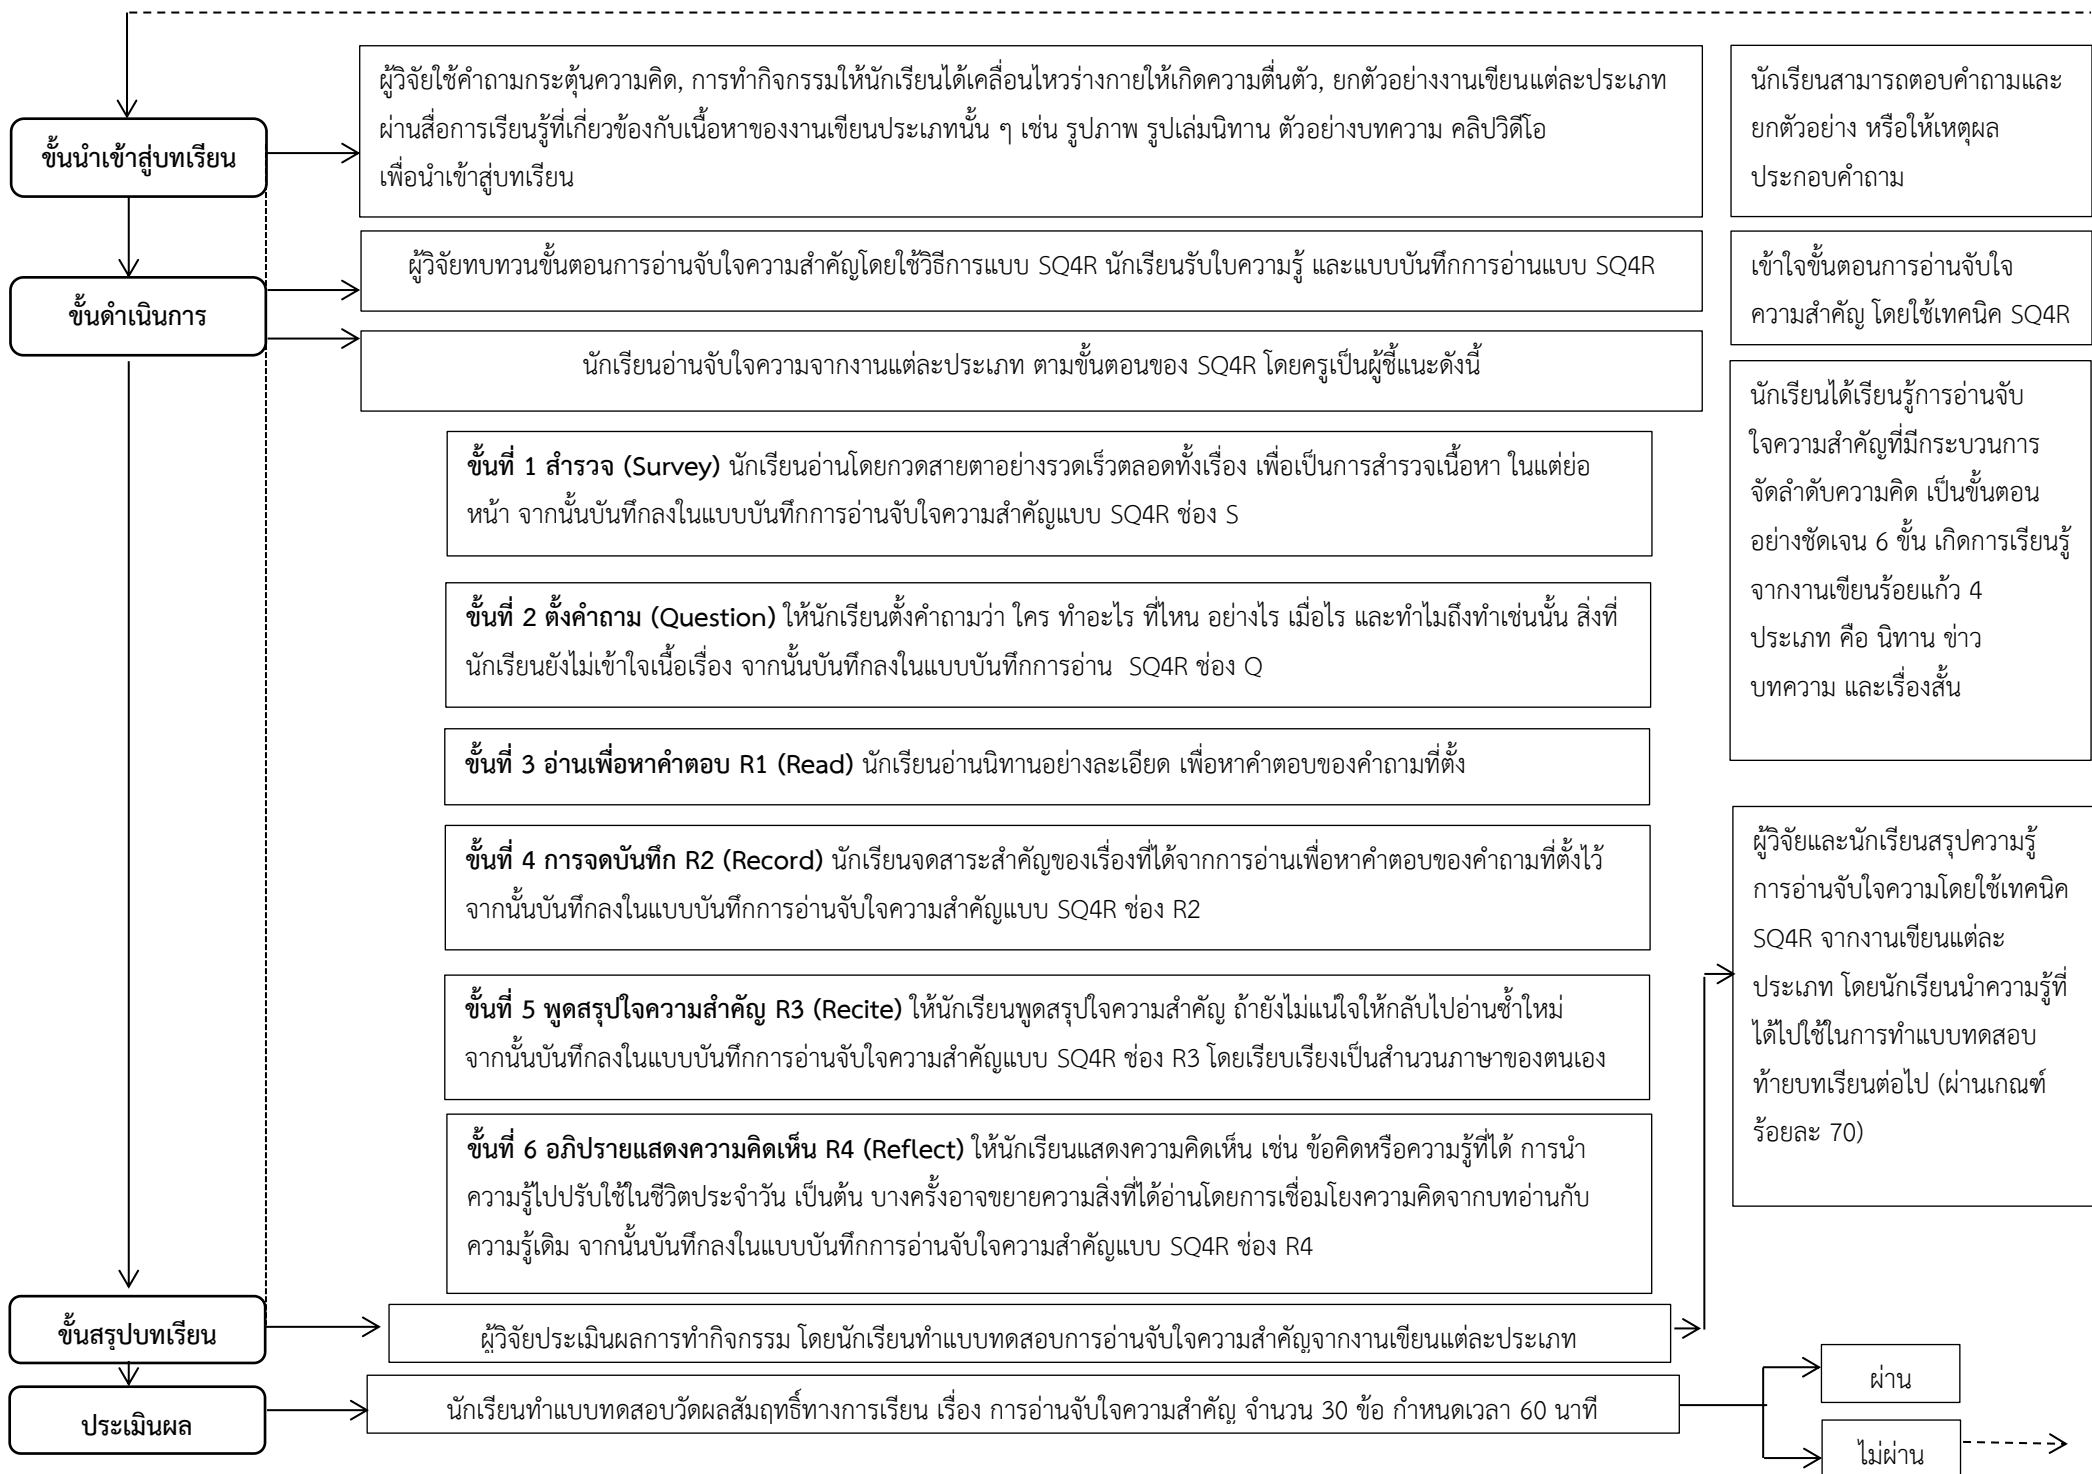 ผู้วิจัยใช้คำถามกระตุ้นความคิด, การทำกิจกรรมให้นักเรียนได้เคลื่อนไหวร่างกายให้เกิดความตื่นตัว, ยกตัวอย่างงานเขียนแต่ละประเภท
ผ่านสื่อการเรียนรู้ที่เกี่ยวข้องกับเนื้อหาของงานเขียนประเภทนั้น ๆ เช่น รูปภาพ รูปเล่มนิทาน ตัวอย่างบทความ คลิปวิดีโอ
เพื่อนำเข้าสู่บทเรียน
นักเรียนสามารถตอบคำถามและ
ยกตัวอย่าง หรือให้เหตุผล
ประกอบคำถาม
ขั้นนำเข้าสู่บทเรียน
ผู้วิจัยทบทวนขั้นตอนการอ่านจับใจความสำคัญโดยใช้วิธีการแบบ SQ4R นักเรียนรับใบความรู้ และแบบบันทึกการอ่านแบบ SQ4R
เข้าใจขั้นตอนการอ่านจับใจ
ความสำคัญ โดยใช้เทคนิค SQ4R
ขั้นดำเนินการ
นักเรียนอ่านจับใจความจากงานแต่ละประเภท ตามขั้นตอนของ SQ4R โดยครูเป็นผู้ชี้แนะดังนี้
นักเรียนได้เรียนรู้การอ่านจับ
ใจความสำคัญที่มีกระบวนการ
จัดลำดับความคิด เป็นขั้นตอน
อย่างชัดเจน 6 ขั้น เกิดการเรียนรู้
จากงานเขียนร้อยแก้ว 4
ประเภท คือ นิทาน ข่าว
บทความ และเรื่องสั้น
ขั้นที่ 1 สำรวจ (Survey) นักเรียนอ่านโดยกวดสายตาอย่างรวดเร็วตลอดทั้งเรื่อง เพื่อเป็นการสำรวจเนื้อหา ในแต่ย่อ
หน้า จากนั้นบันทึกลงในแบบบันทึกการอ่านจับใจความสำคัญแบบ SQ4R ช่อง S
ขั้นที่ 2 ตั้งคำถาม (Question) ให้นักเรียนตั้งคำถามว่า ใคร ทำอะไร ที่ไหน อย่างไร เมื่อไร และทำไมถึงทำเช่นนั้น สิ่งที่
นักเรียนยังไม่เข้าใจเนื้อเรื่อง จากนั้นบันทึกลงในแบบบันทึกการอ่าน SQ4R ช่อง Q
ขั้นที่ 3 อ่านเพื่อหาคำตอบ R1 (Read) นักเรียนอ่านนิทานอย่างละเอียด เพื่อหาคำตอบของคำถามที่ตั้ง
ขั้นที่ 4 การจดบันทึก R2 (Record) นักเรียนจดสาระสำคัญของเรื่องที่ได้จากการอ่านเพื่อหาคำตอบของคำถามที่ตั้งไว้
จากนั้นบันทึกลงในแบบบันทึกการอ่านจับใจความสำคัญแบบ SQ4R ช่อง R2
ผู้วิจัยและนักเรียนสรุปความรู้
การอ่านจับใจความโดยใช้เทคนิค
SQ4R จากงานเขียนแต่ละ
ประเภท โดยนักเรียนนำความรู้ที่
ได้ไปใช้ในการทำแบบทดสอบ
ท้ายบทเรียนต่อไป (ผ่านเกณฑ์
ร้อยละ 70)
ขั้นที่ 5 พูดสรุปใจความสำคัญ R3 (Recite) ให้นักเรียนพูดสรุปใจความสำคัญ ถ้ายังไม่แน่ใจให้กลับไปอ่านซ้ำใหม่
จากนั้นบันทึกลงในแบบบันทึกการอ่านจับใจความสำคัญแบบ SQ4R ช่อง R3 โดยเรียบเรียงเป็นสำนวนภาษาของตนเอง
ขั้นที่ 6 อภิปรายแสดงความคิดเห็น R4 (Reflect) ให้นักเรียนแสดงความคิดเห็น เช่น ข้อคิดหรือความรู้ที่ได้ การนำ
ความรู้ไปปรับใช้ในชีวิตประจำวัน เป็นต้น บางครั้งอาจขยายความสิ่งที่ได้อ่านโดยการเชื่อมโยงความคิดจากบทอ่านกับ
ความรู้เดิม จากนั้นบันทึกลงในแบบบันทึกการอ่านจับใจความสำคัญแบบ SQ4R ช่อง R4
ขั้นสรุปบทเรียน
ผู้วิจัยประเมินผลการทำกิจกรรม โดยนักเรียนทำแบบทดสอบการอ่านจับใจความสำคัญจากงานเขียนแต่ละประเภท
ผ่าน
ประเมินผล
นักเรียนทำแบบทดสอบวัดผลสัมฤทธิ์ทางการเรียน เรื่อง การอ่านจับใจความสำคัญ จำนวน 30 ข้อ กำหนดเวลา 60 นาที
ไม่ผ่าน